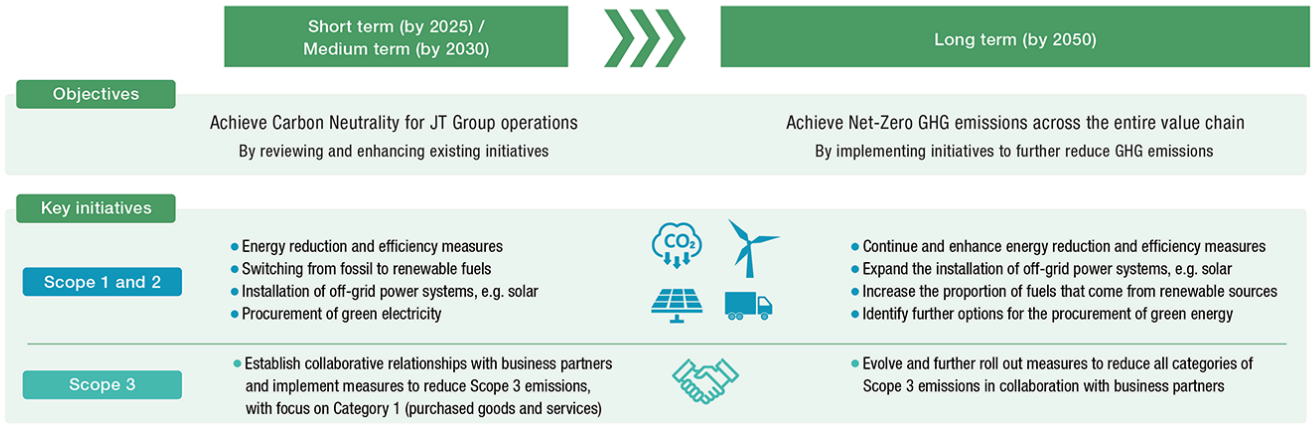 Short term (by 2025) /
Medium term (by 2030)
Long term (by 2050)
Objectives
Achieve Carbon Neutrality for JT Group operations
By reviewing and enhancing existing initiatives
Achieve Net-Zero GHG emissions across the entire value chain
By implementing initiatives to further reduce GHG emissions
Key initiatives
Scope 1 and 2
● Energy reduction and efficiency measures
● Switching from fossil to renewable fuels
● Installation of off-grid power systems, e.g. solar
● Procurement of green electricity
CO₂
● Continue and enhance energy reduction and efficiency measures
● Expand the installation of off-grid power systems, e.g. solar
● Increase the proportion of fuels that come from renewable sources
● Identify further options for the procurement of green energy
Scope 3
● Establish collaborative relationships with business partners
and implement measures to reduce Scope 3 emissions,
with focus on Category 1 (purchased goods and services)
● Evolve and further roll out measures to reduce all categories of
Scope 3 emissions in collaboration with business partners